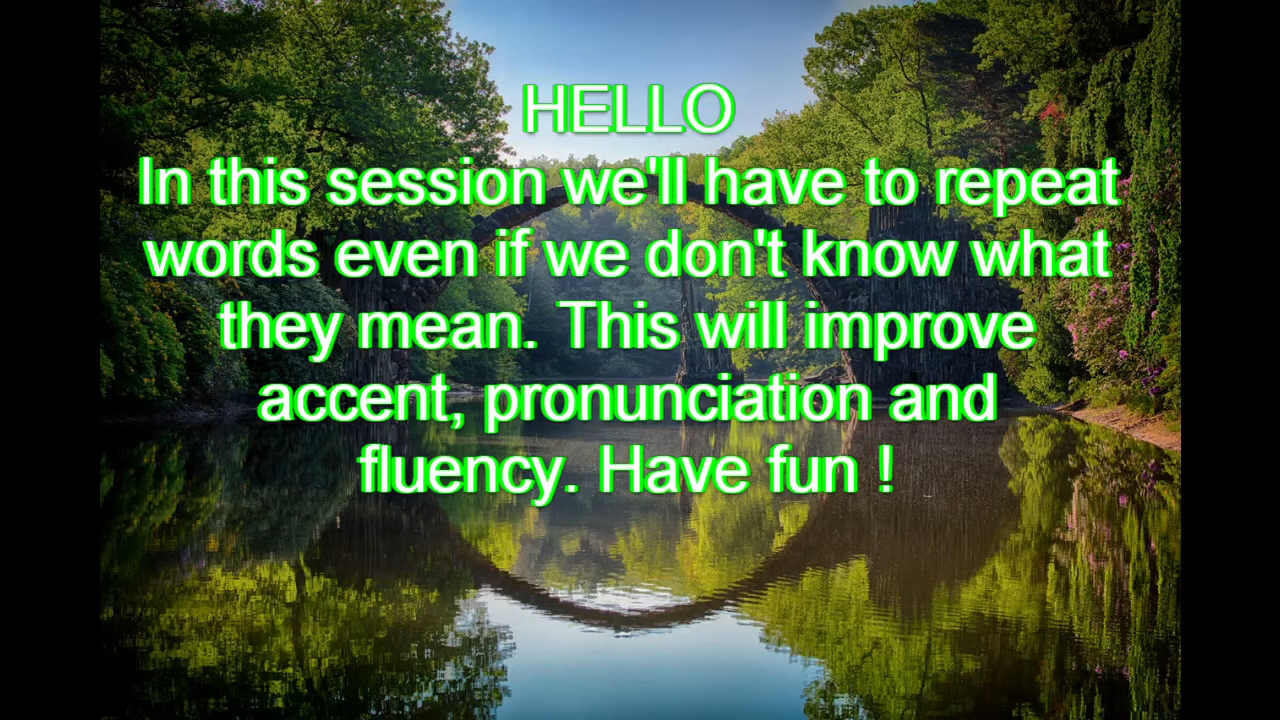 HELLO
In this session we'll have to repeat
words even if we don't know what
they mean. This will improve
accent, pronunciation and
fluency. Have fun !